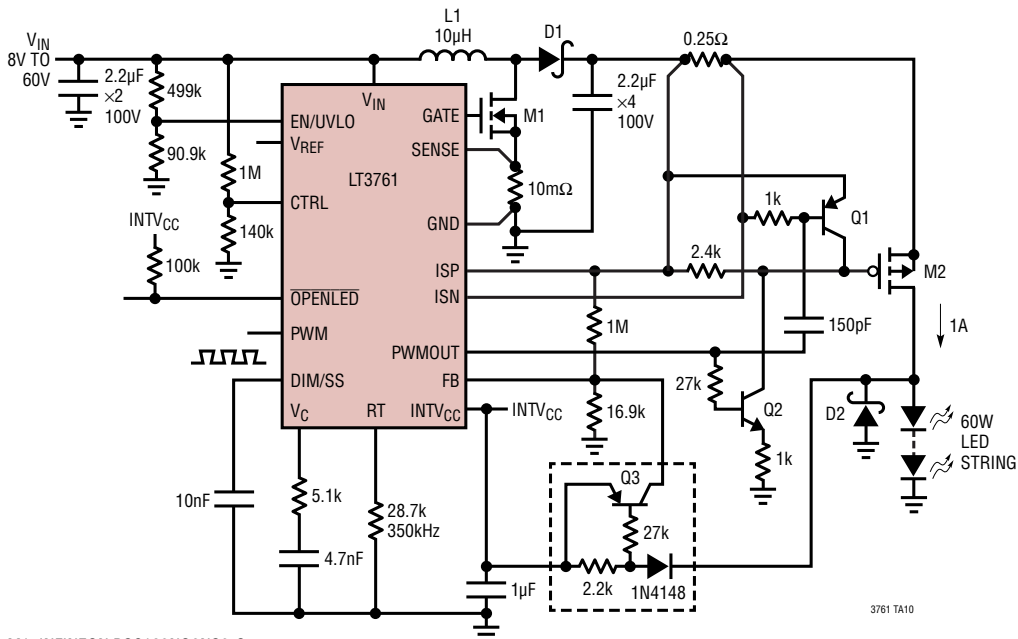 L1
10µH
D1
0.25Ω
VIN
8V TO
60V
2.2µF
×2
100V
499k
90.9k
1M
140k
INTVCC
100k
VIN
EN/UVLO
VREF
LT3761
CTRL
OPENLED
PWM
DIM/SS
VC
RT
INTVCC
GATE
SENSE
GND
ISP
ISN
PWMOUT
FB
M1
10mΩ
2.2µF
×4
100V
1k
Q1
2.4k
M2
1M
150pF
1A
27k
Q2
1k
16.9k
INTVCC
D2
60W
LED
STRING
10nF
5.1k
4.7nF
28.7k
350kHz
1µF
Q3
27k
2.2k
1N4148
3761 TA10